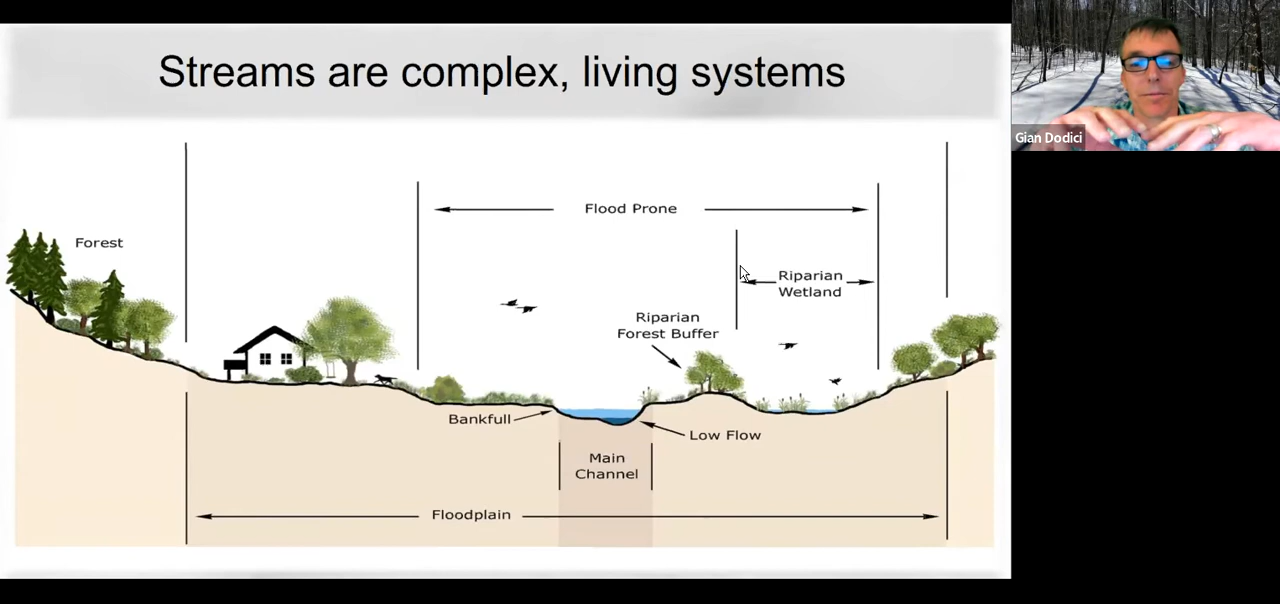 Streams are complex, living systems
Gian Dodici
Flood Prone
Forest
Riparian
Wetland
Riparian
Forest Buffer
Bankfull
Low Flow
Main
Channel
Floodplain